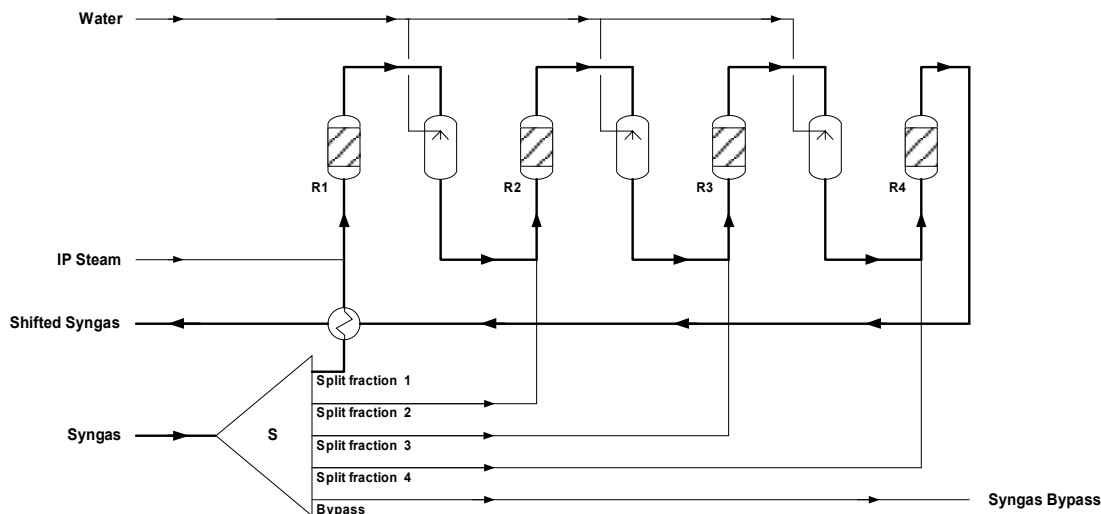 Water
R1
R2
R3
R4
IP Steam
Shifted Syngas
Split fraction 1
Split fraction 2
Syngas
S
Split fraction 3
Split fraction 4
Bypass
Syngas Bypass